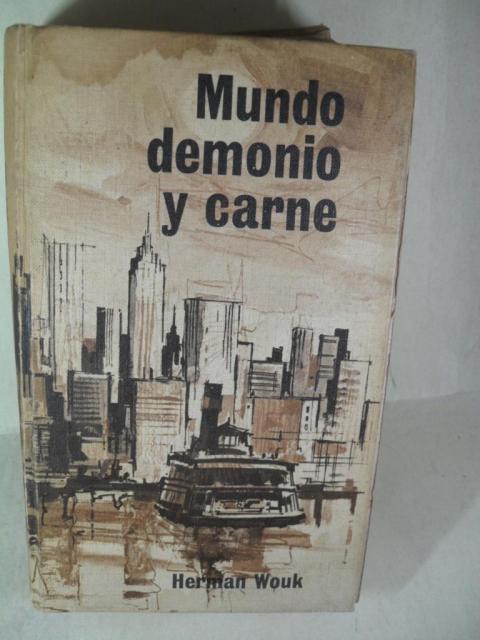 Mundo
demonio
y carne
Herman Wouk